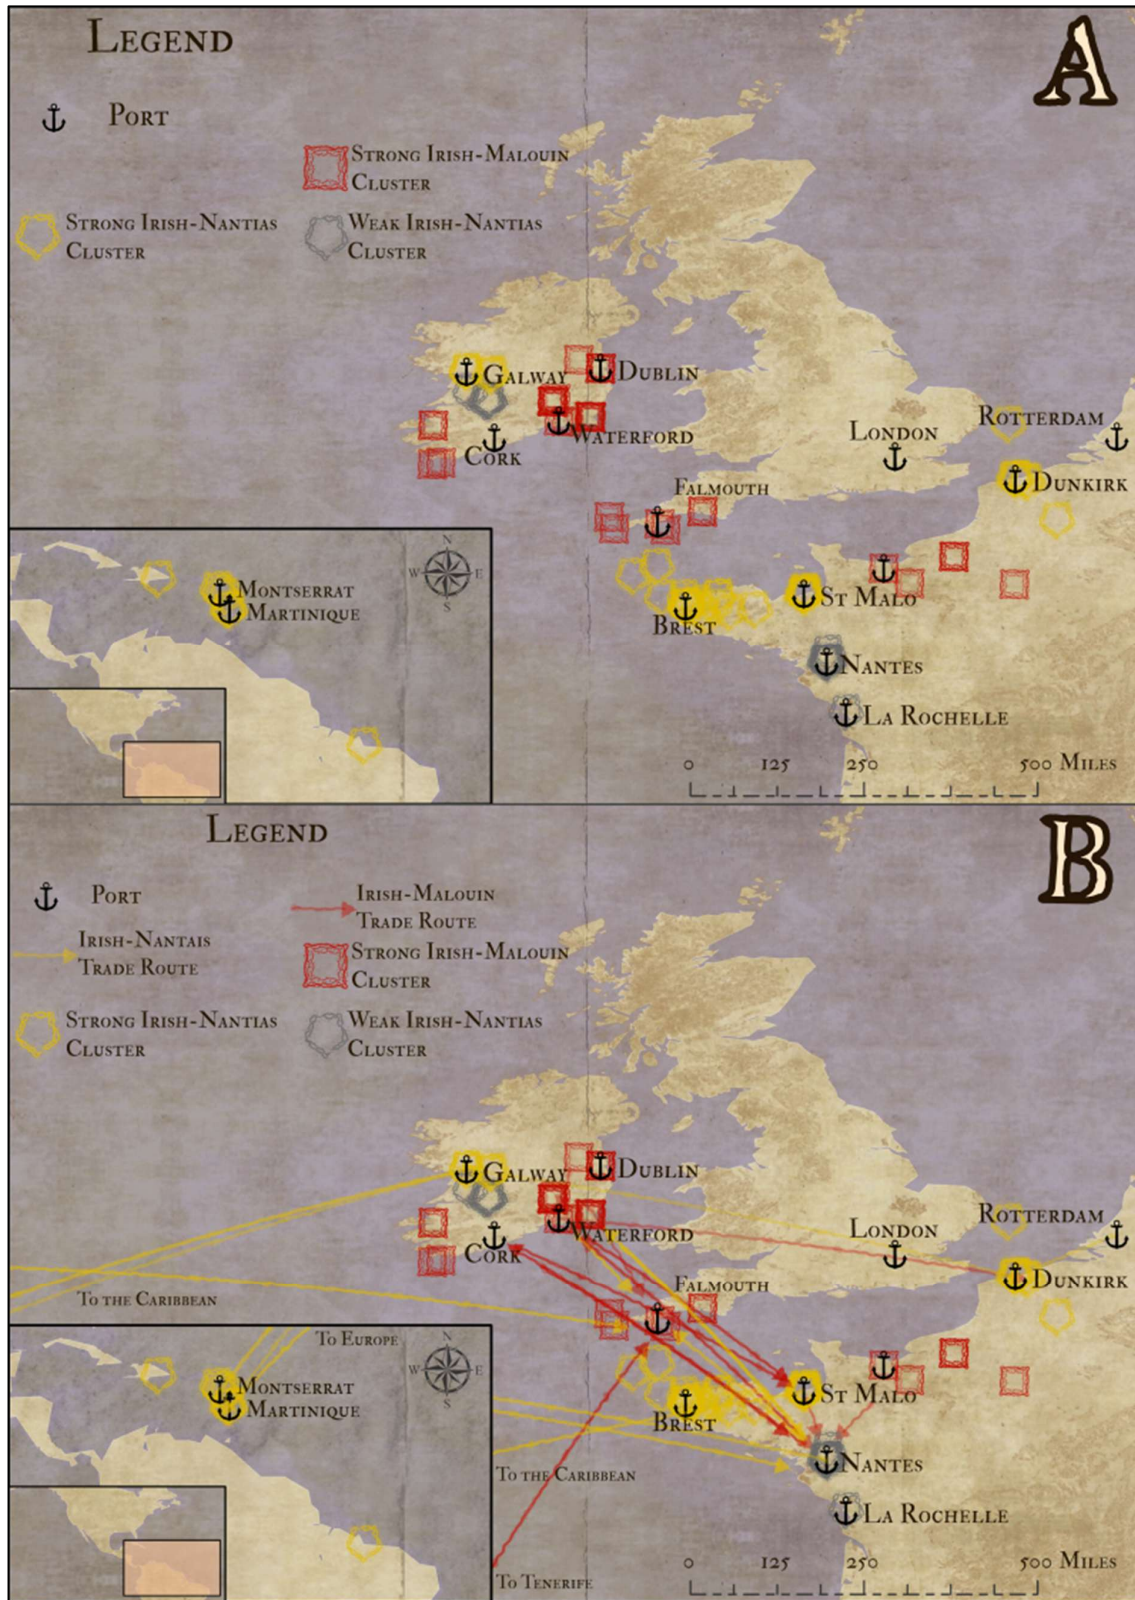 Legend
A
Port
Strong Irish-Malouin
Cluster
Strong Irish-Nantias
Cluster
Weak Irish-Nantias
Cluster
Galway
Dublin
Waterford
Cork
Rotterdam
London
Dunkirk
Falmouth
N
W
E
S
Montserrat
Martinique
St Malo
Brest
Nantes
La Rochelle
0 125 250 500 Miles
Legend
B
Port
Irish-Malouin
Trade Route
Irish-Nantais
Trade Route
Strong Irish-Malouin
Cluster
Strong Irish-Nantias
Cluster
Weak Irish-Nantias
Cluster
Galway
Dublin
Waterford
Cork
Rotterdam
London
Dunkirk
Falmouth
To the Caribbean
To Europe
N
W
E
S
Montserrat
Martinique
St Malo
Brest
Nantes
To the Caribbean
La Rochelle
To Tenerife
0 125 250 500 Miles